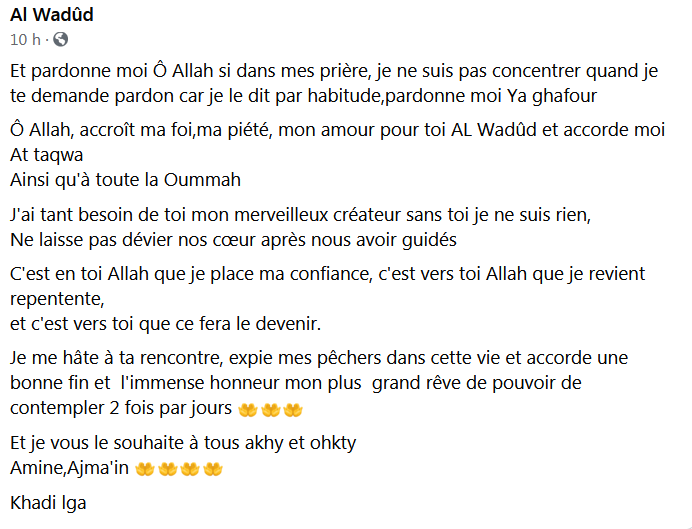 Al Wadûd
10 h ·
Et pardonne moi Ô Allah si dans mes prière, je ne suis pas concentrer quand je
te demande pardon car je le dit par habitude,pardonne moi Ya ghafour
Ô Allah, accroît ma foi,ma piété, mon amour pour toi AL Wadûd et accorde moi
At taqwa
Ainsi qu'à toute la Oummah
J'ai tant besoin de toi mon merveilleux créateur sans toi je ne suis rien,
Ne laisse pas dévier nos cœur après nous avoir guidés
C'est en toi Allah que je place ma confiance, c'est vers toi Allah que je revient
repentente,
et c'est vers toi que ce fera le devenir.
Je me hâte à ta rencontre, expie mes pêchers dans cette vie et accorde une
bonne fin et l'immense honneur mon plus grand rêve de pouvoir de
contempler 2 fois par jours 🤲🤲🤲
Et je vous le souhaite à tous akhy et ohkty
Amine,Ajma'in 🤲🤲🤲🤲
Khadi lga